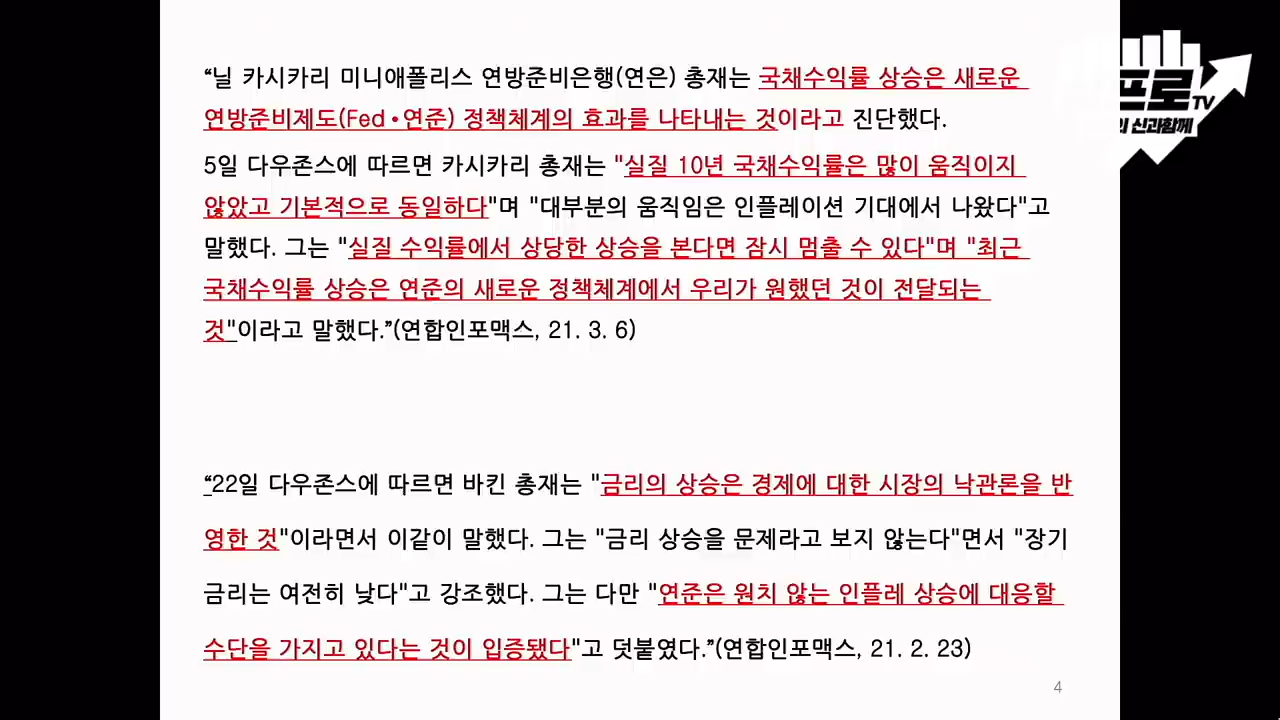 “닐 카시카리 미니애폴리스 연방준비은행(연은) 총재는 국채수익률 상승은 새로운
연방준비제도(Fed•연준) 정책체계의 효과를 나타내는 것이라고 진단했다.
5일 다우존스에 따르면 카시카리 총재는 "실질 10년 국채수익률은 많이 움직이지
않았고 기본적으로 동일하다"며 "대부분의 움직임은 인플레이션 기대에서 나왔다"고
말했다. 그는 "실질 수익률에서 상당한 상승을 본다면 잠시 멈출 수 있다"며 "최근
국채수익률 상승은 연준의 새로운 정책체계에서 우리가 원했던 것이 전달되는
것"이라고 말했다.”(연합인포맥스, 21. 3. 6)
“22일 다우존스에 따르면 바킨 총재는 "금리의 상승은 경제에 대한 시장의 낙관론을 반
영한 것"이라면서 이같이 말했다. 그는 "금리 상승을 문제라고 보지 않는다"면서 "장기
금리는 여전히 낮다"고 강조했다. 그는 다만 "연준은 원치 않는 인플레 상승에 대응할
수단을 가지고 있다는 것이 입증됐다"고 덧붙였다.”(연합인포맥스, 21. 2. 23)
4
프로TV
의 신과함께